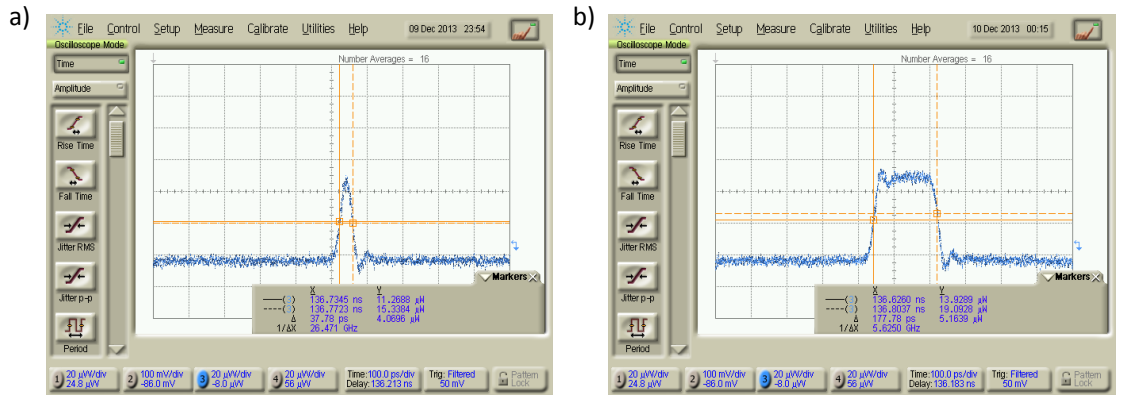 a)
File Control Setup Measure Calibrate Utilities Help 09 Dec 2013 23:54
Oscilloscope Mode
Time
Amplitude
Rise Time
Fall Time
Jitter RMS
Jitter p-p
Period
Number Averages = 16
Markers
X Y
(3) 136.7345 ns 11.2688 µW
(3) 136.7723 ns 15.3384 µW
Δ 37.78 ps 4.0696 µW
1/ΔX 26.471 GHz
1) 20 µW/div 24.8 µW
2) 100 mV/div -86.0 mV
3) 20 µW/div -8.0 µW
4) 20 µW/div 56 µW
Time:100.0 ps/div
Delay:136.213 ns
Trig: Filtered
50 mV
Pattern
Lock
b)
File Control Setup Measure Calibrate Utilities Help 10 Dec 2013 00:15
Oscilloscope Mode
Time
Amplitude
Rise Time
Fall Time
Jitter RMS
Jitter p-p
Period
Number Averages = 16
Markers
X Y
(3) 136.6260 ns 13.9289 µW
(3) 136.8037 ns 19.0928 µW
Δ 177.78 ps 5.1639 µW
1/ΔX 5.6250 GHz
1) 20 µW/div 24.8 µW
2) 100 mV/div -86.0 mV
3) 20 µW/div -8.0 µW
4) 20 µW/div 56 µW
Time:100.0 ps/div
Delay:136.183 ns
Trig: Filtered
50 mV
Pattern
Lock